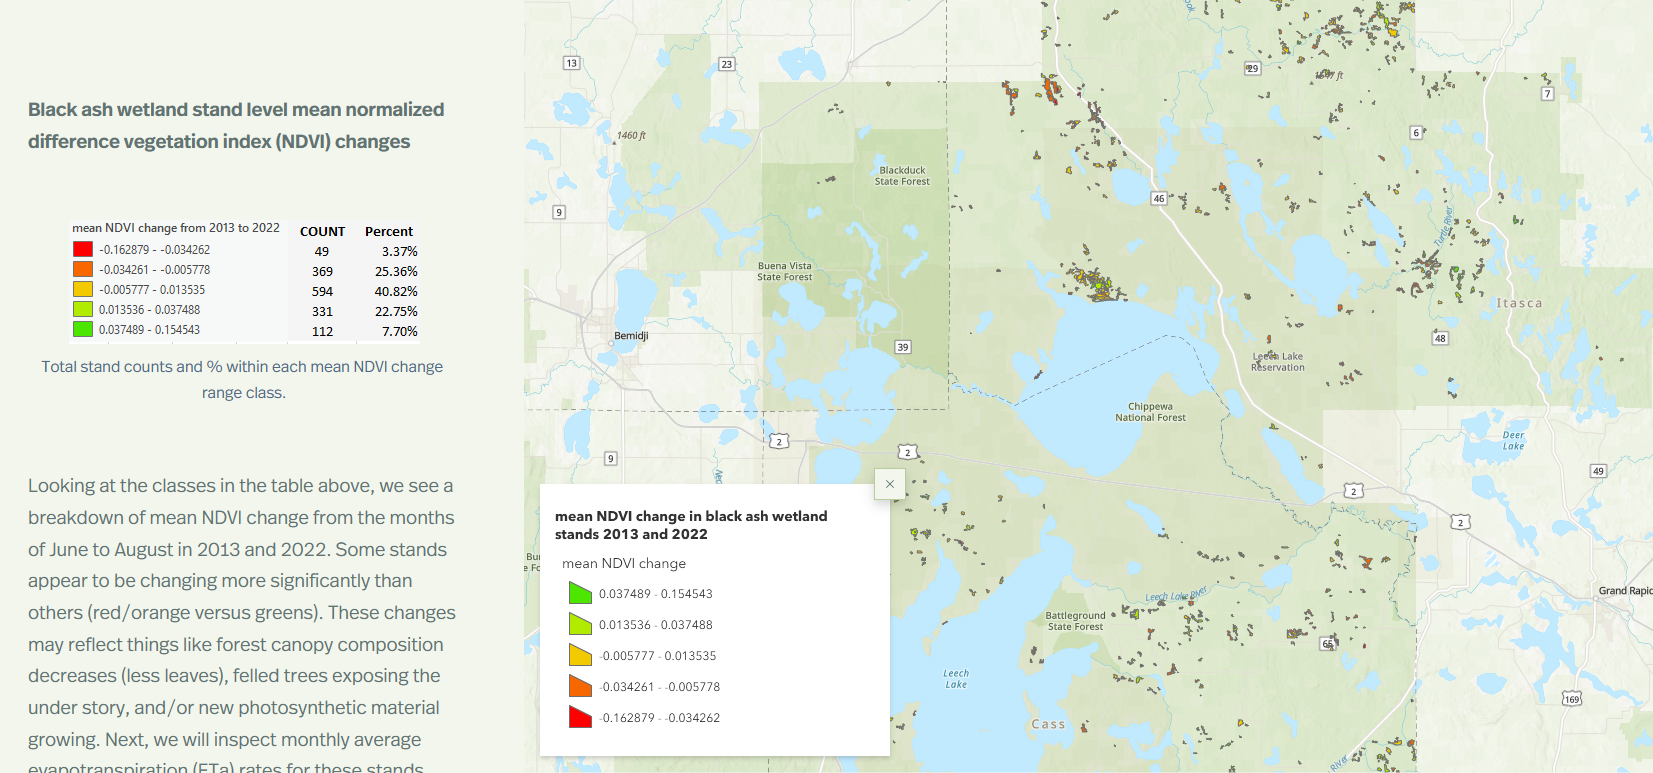 Black ash wetland stand level mean normalized
difference vegetation index (NDVI) changes
mean NDVI change from 2013 to 2022 COUNT Percent
-0.162879 - -0.034262 49 3.37%
-0.034261 - -0.005778 369 25.36%
-0.005777 - 0.013535 594 40.82%
0.013536 - 0.037488 331 22.75%
0.037489 - 0.154543 112 7.70%
Total stand counts and % within each mean NDVI change
range class.
Looking at the classes in the table above, we see a
breakdown of mean NDVI change from the months
of June to August in 2013 and 2022. Some stands
appear to be changing more significantly than
others (red/orange versus greens). These changes
may reflect things like forest canopy composition
decreases (less leaves), felled trees exposing the
under story, and/or new photosynthetic material
growing. Next, we will inspect monthly average
evapotranspiration (ETa) rates for these stands
13
23
29
7
1460 ft
6
Blackduck
State Forest
9
46
Turtle River
Buena Vista
State Forest
Itasca
Bemidji
39
48
Leech Lake
Reservation
Chippewa
National Forest
2
2
Deer
Lake
9
49
2
2
mean NDVI change in black ash wetland
stands 2013 and 2022
mean NDVI change
0.037489 - 0.154543
0.013536 - 0.037488
-0.005777 - 0.013535
-0.034261 - -0.005778
-0.162879 - -0.034262
Leech Lake River
Grand Rapic
Battleground
State Forest
65
Leech
Lake
169
Cass
River